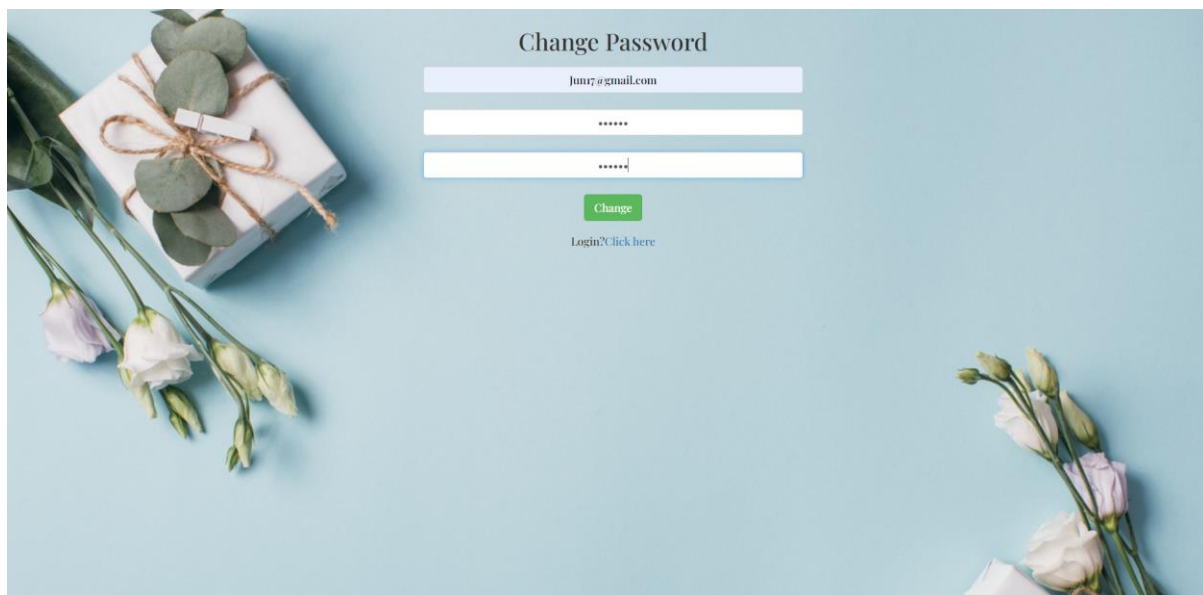 Change Password
Jun17@gmail.com
••••••
••••••
Change
Login?Click here